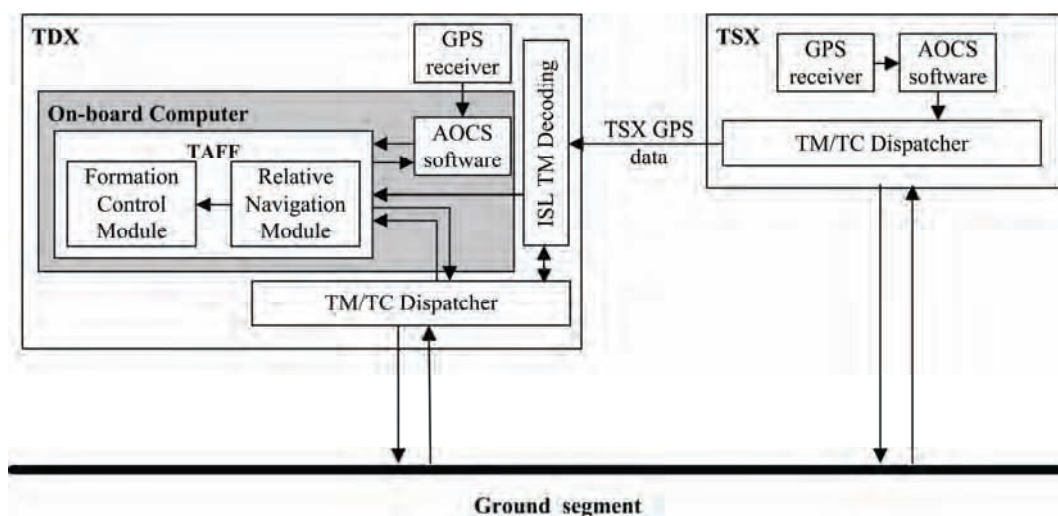 TDX
GPS
receiver
On-board Computer
TAFF
Formation
Control
Module
Relative
Navigation
Module
AOCS
software
ISL TM Decoding
TM/TC Dispatcher
TSX GPS
data
TSX
GPS
receiver
AOCS
software
TM/TC Dispatcher
Ground segment